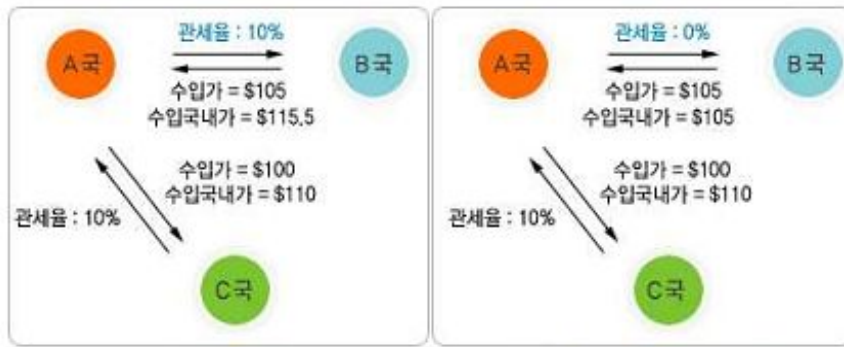 관세율 : 10%
A국
B국
수입가 = $105
수입국내가 = $115.5
수입가 = $100
수입국내가 = $110
관세율 : 10%
C국
관세율 : 0%
A국
B국
수입가 = $105
수입국내가 = $105
수입가 = $100
수입국내가 = $110
관세율 : 10%
C국